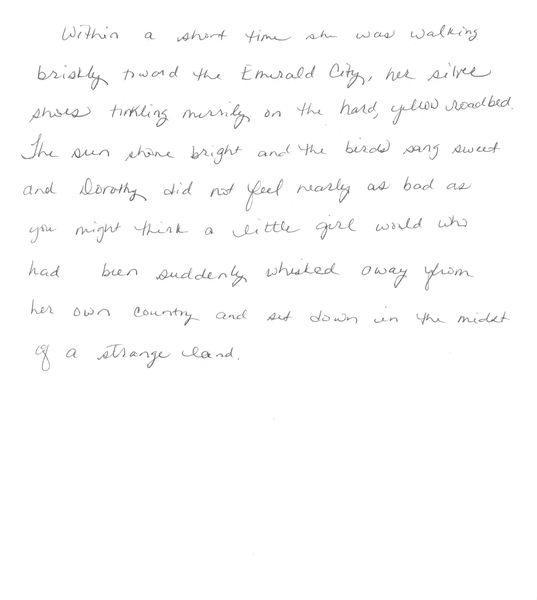 Within a short time she was walking
briskly toward the Emerald City, her silver
shoes tinkling merrily on the hard, yellow roadbed.
The sun shone bright and the birds sang sweet
and Dorothy did not feel nearly as bad as
you might think a little girl would who
had been suddenly whisked away from
her own country and set down in the midst
of a strange land.